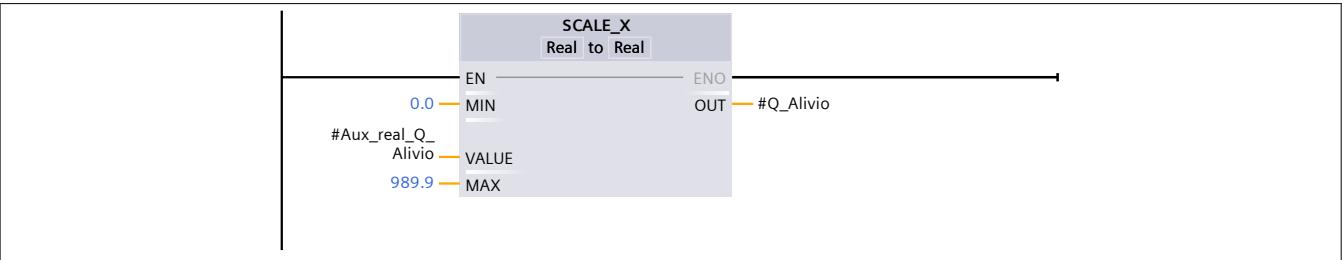 SCALE_X
Real to Real
EN
ENO
0.0
MIN
OUT
#Q_Alivio
#Aux_real_Q_
Alivio
VALUE
989.9
MAX